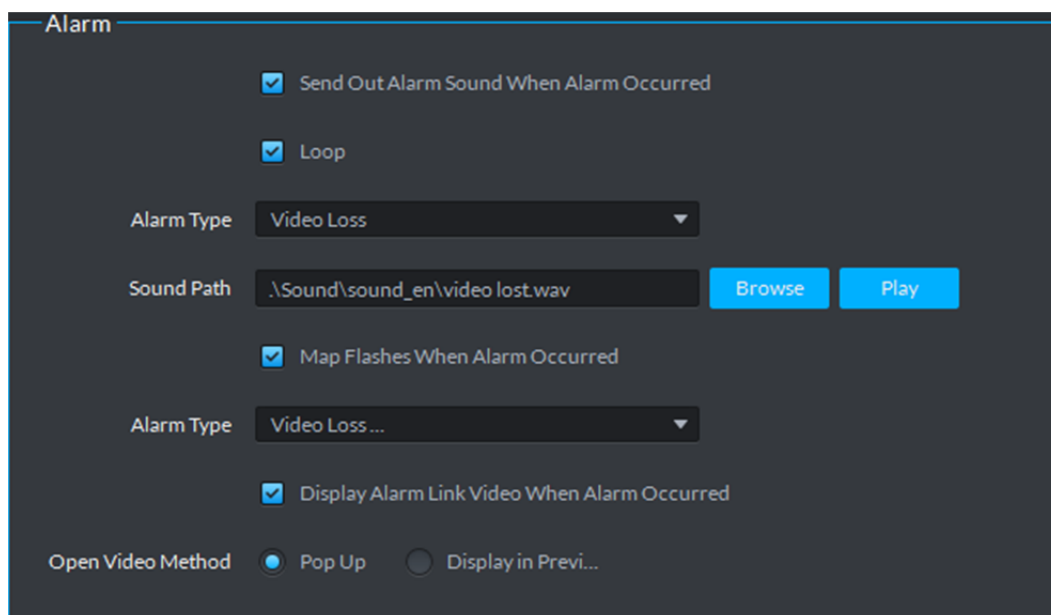 Alarm
Send Out Alarm Sound When Alarm Occurred
Loop
Alarm Type Video Loss
Sound Path .\Sound\sound_en\video lost.wav Browse Play
Map Flashes When Alarm Occurred
Alarm Type Video Loss ...
Display Alarm Link Video When Alarm Occurred
Open Video Method Pop Up Display in Previ...